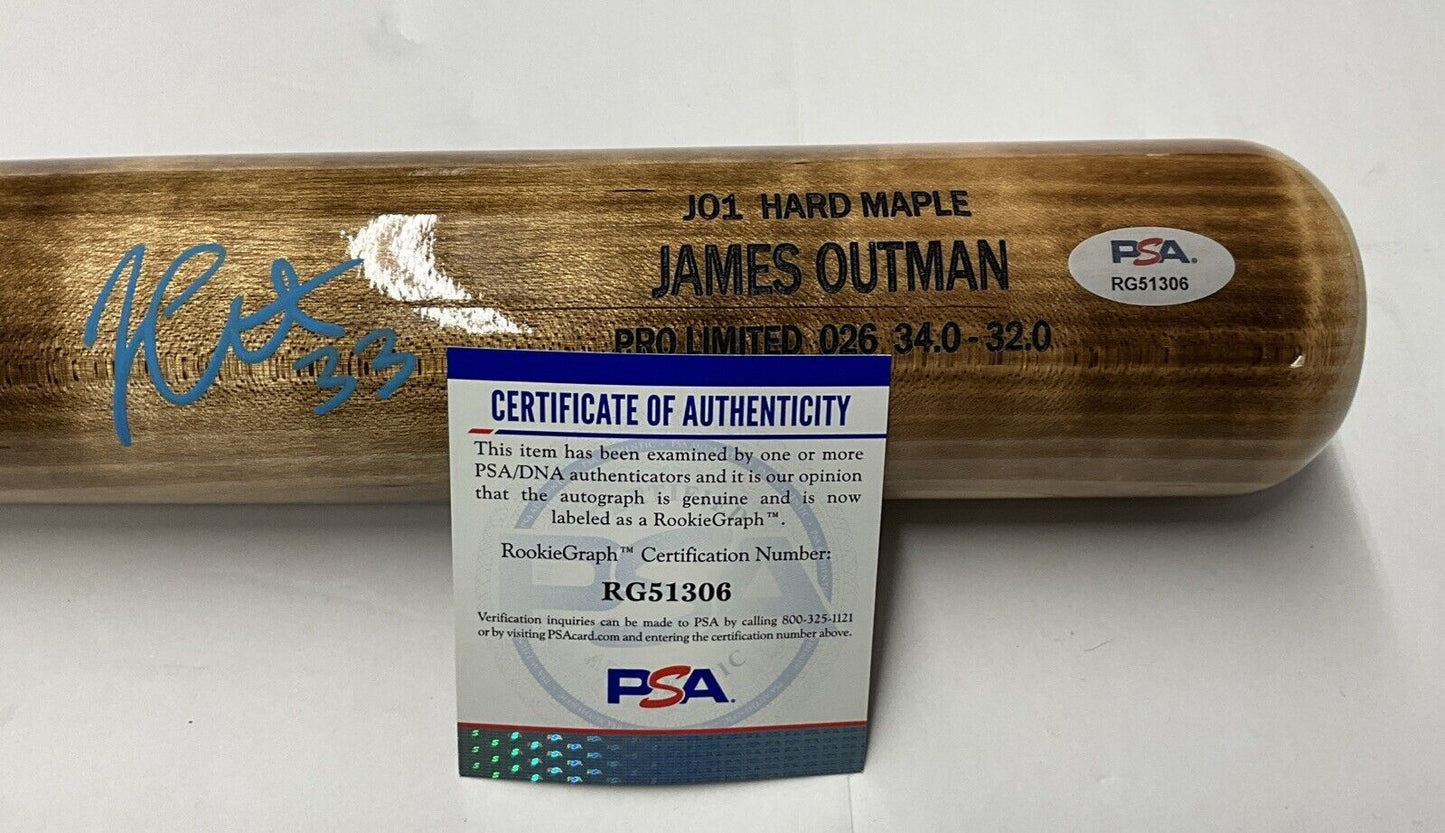 J01 HARD MAPLE
JAMES OUTMAN
PRO LIMITED 026 34.0 - 32.0
PSA.
RG51306
33
CERTIFICATE OF AUTHENTICITY
This item has been examined by one or more
PSA/DNA authenticators and it is our opinion
that the autograph is genuine and is now
labeled as a RookieGraph™.
RookieGraph™ Certification Number:
RG51306
Verification inquiries can be made to PSA by calling 800-325-1121
or by visiting PSAcard.com and entering the certification number above.
PSA.